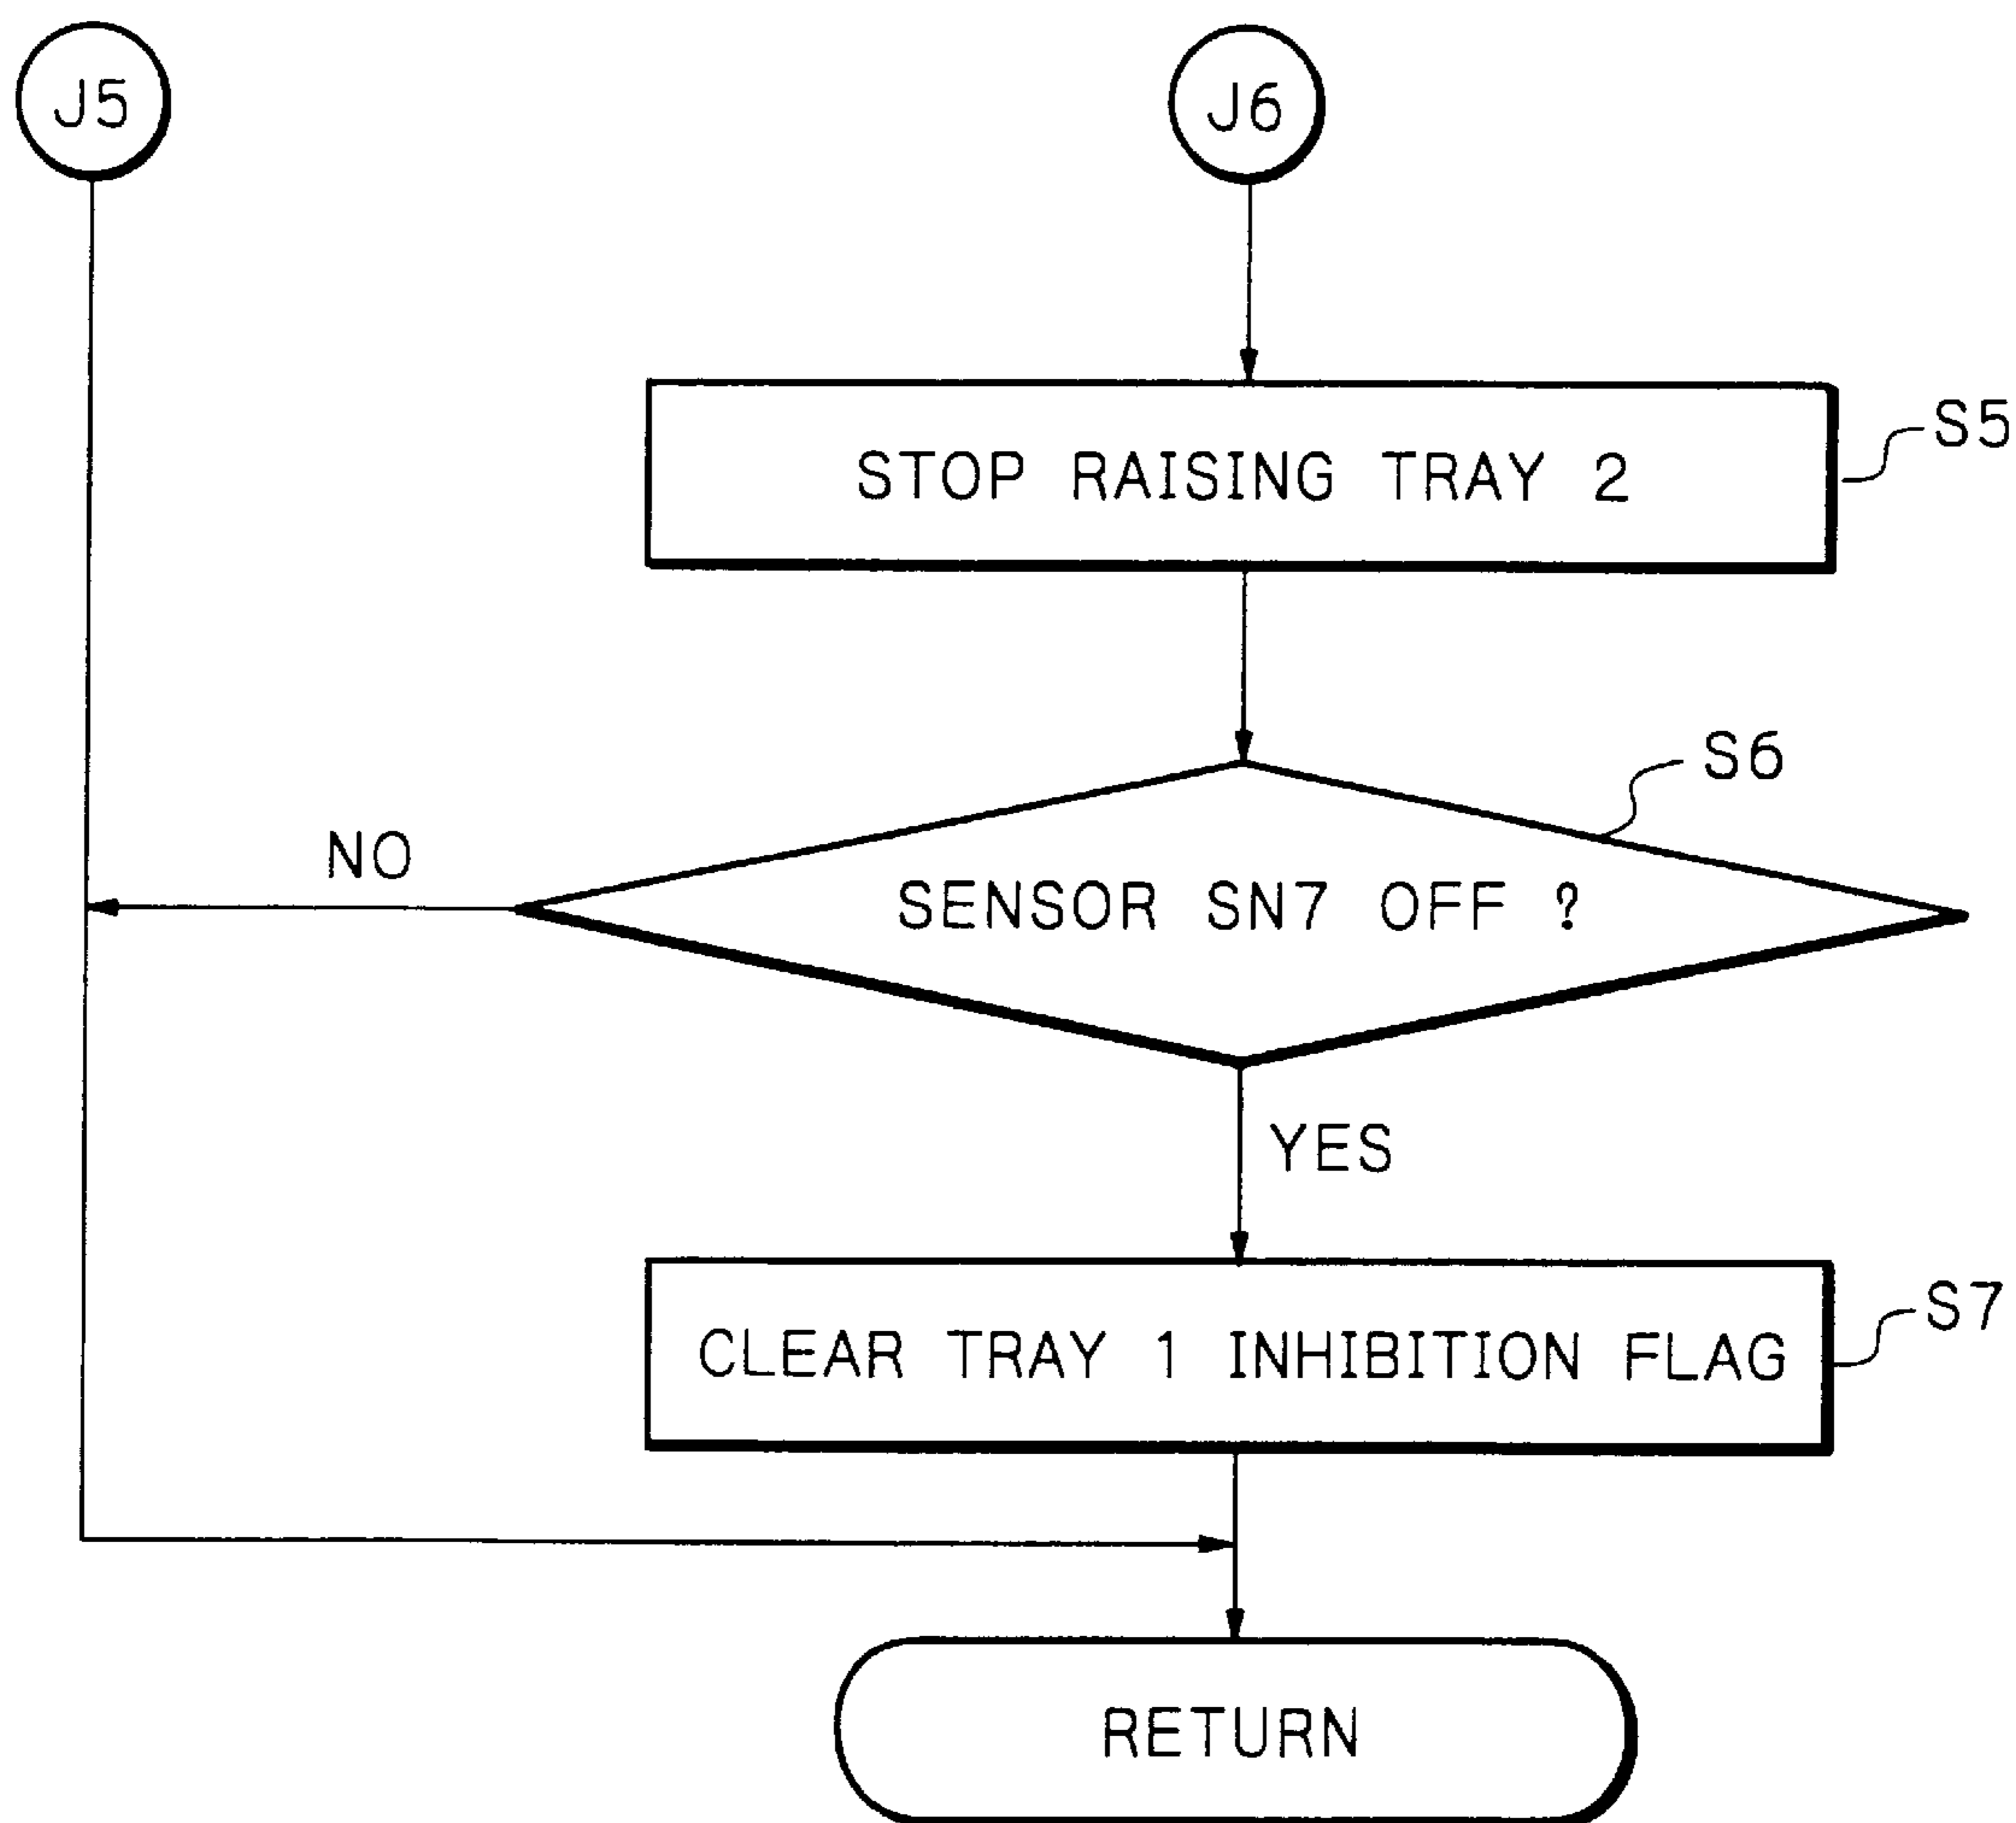 J5
J6
STOP RAISING TRAY 2
S5
S6
NO
SENSOR SN7 OFF ?
YES
S7
CLEAR TRAY 1 INHIBITION FLAG
RETURN